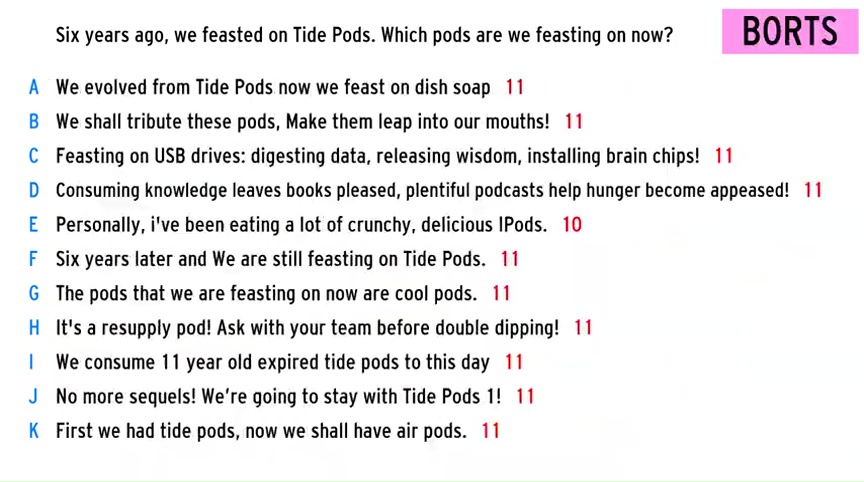 Six years ago, we feasted on Tide Pods. Which pods are we feasting on now?
BORTS
A We evolved from Tide Pods now we feast on dish soap 11
B We shall tribute these pods, Make them leap into our mouths! 11
C Feasting on USB drives: digesting data, releasing wisdom, installing brain chips! 11
D Consuming knowledge leaves books pleased, plentiful podcasts help hunger become appeased! 11
E Personally, i've been eating a lot of crunchy, delicious IPods. 10
F Six years later and We are still feasting on Tide Pods. 11
G The pods that we are feasting on now are cool pods. 11
H It's a resupply pod! Ask with your team before double dipping! 11
I We consume 11 year old expired tide pods to this day 11
J No more sequels! We're going to stay with Tide Pods 1! 11
K First we had tide pods, now we shall have air pods. 11